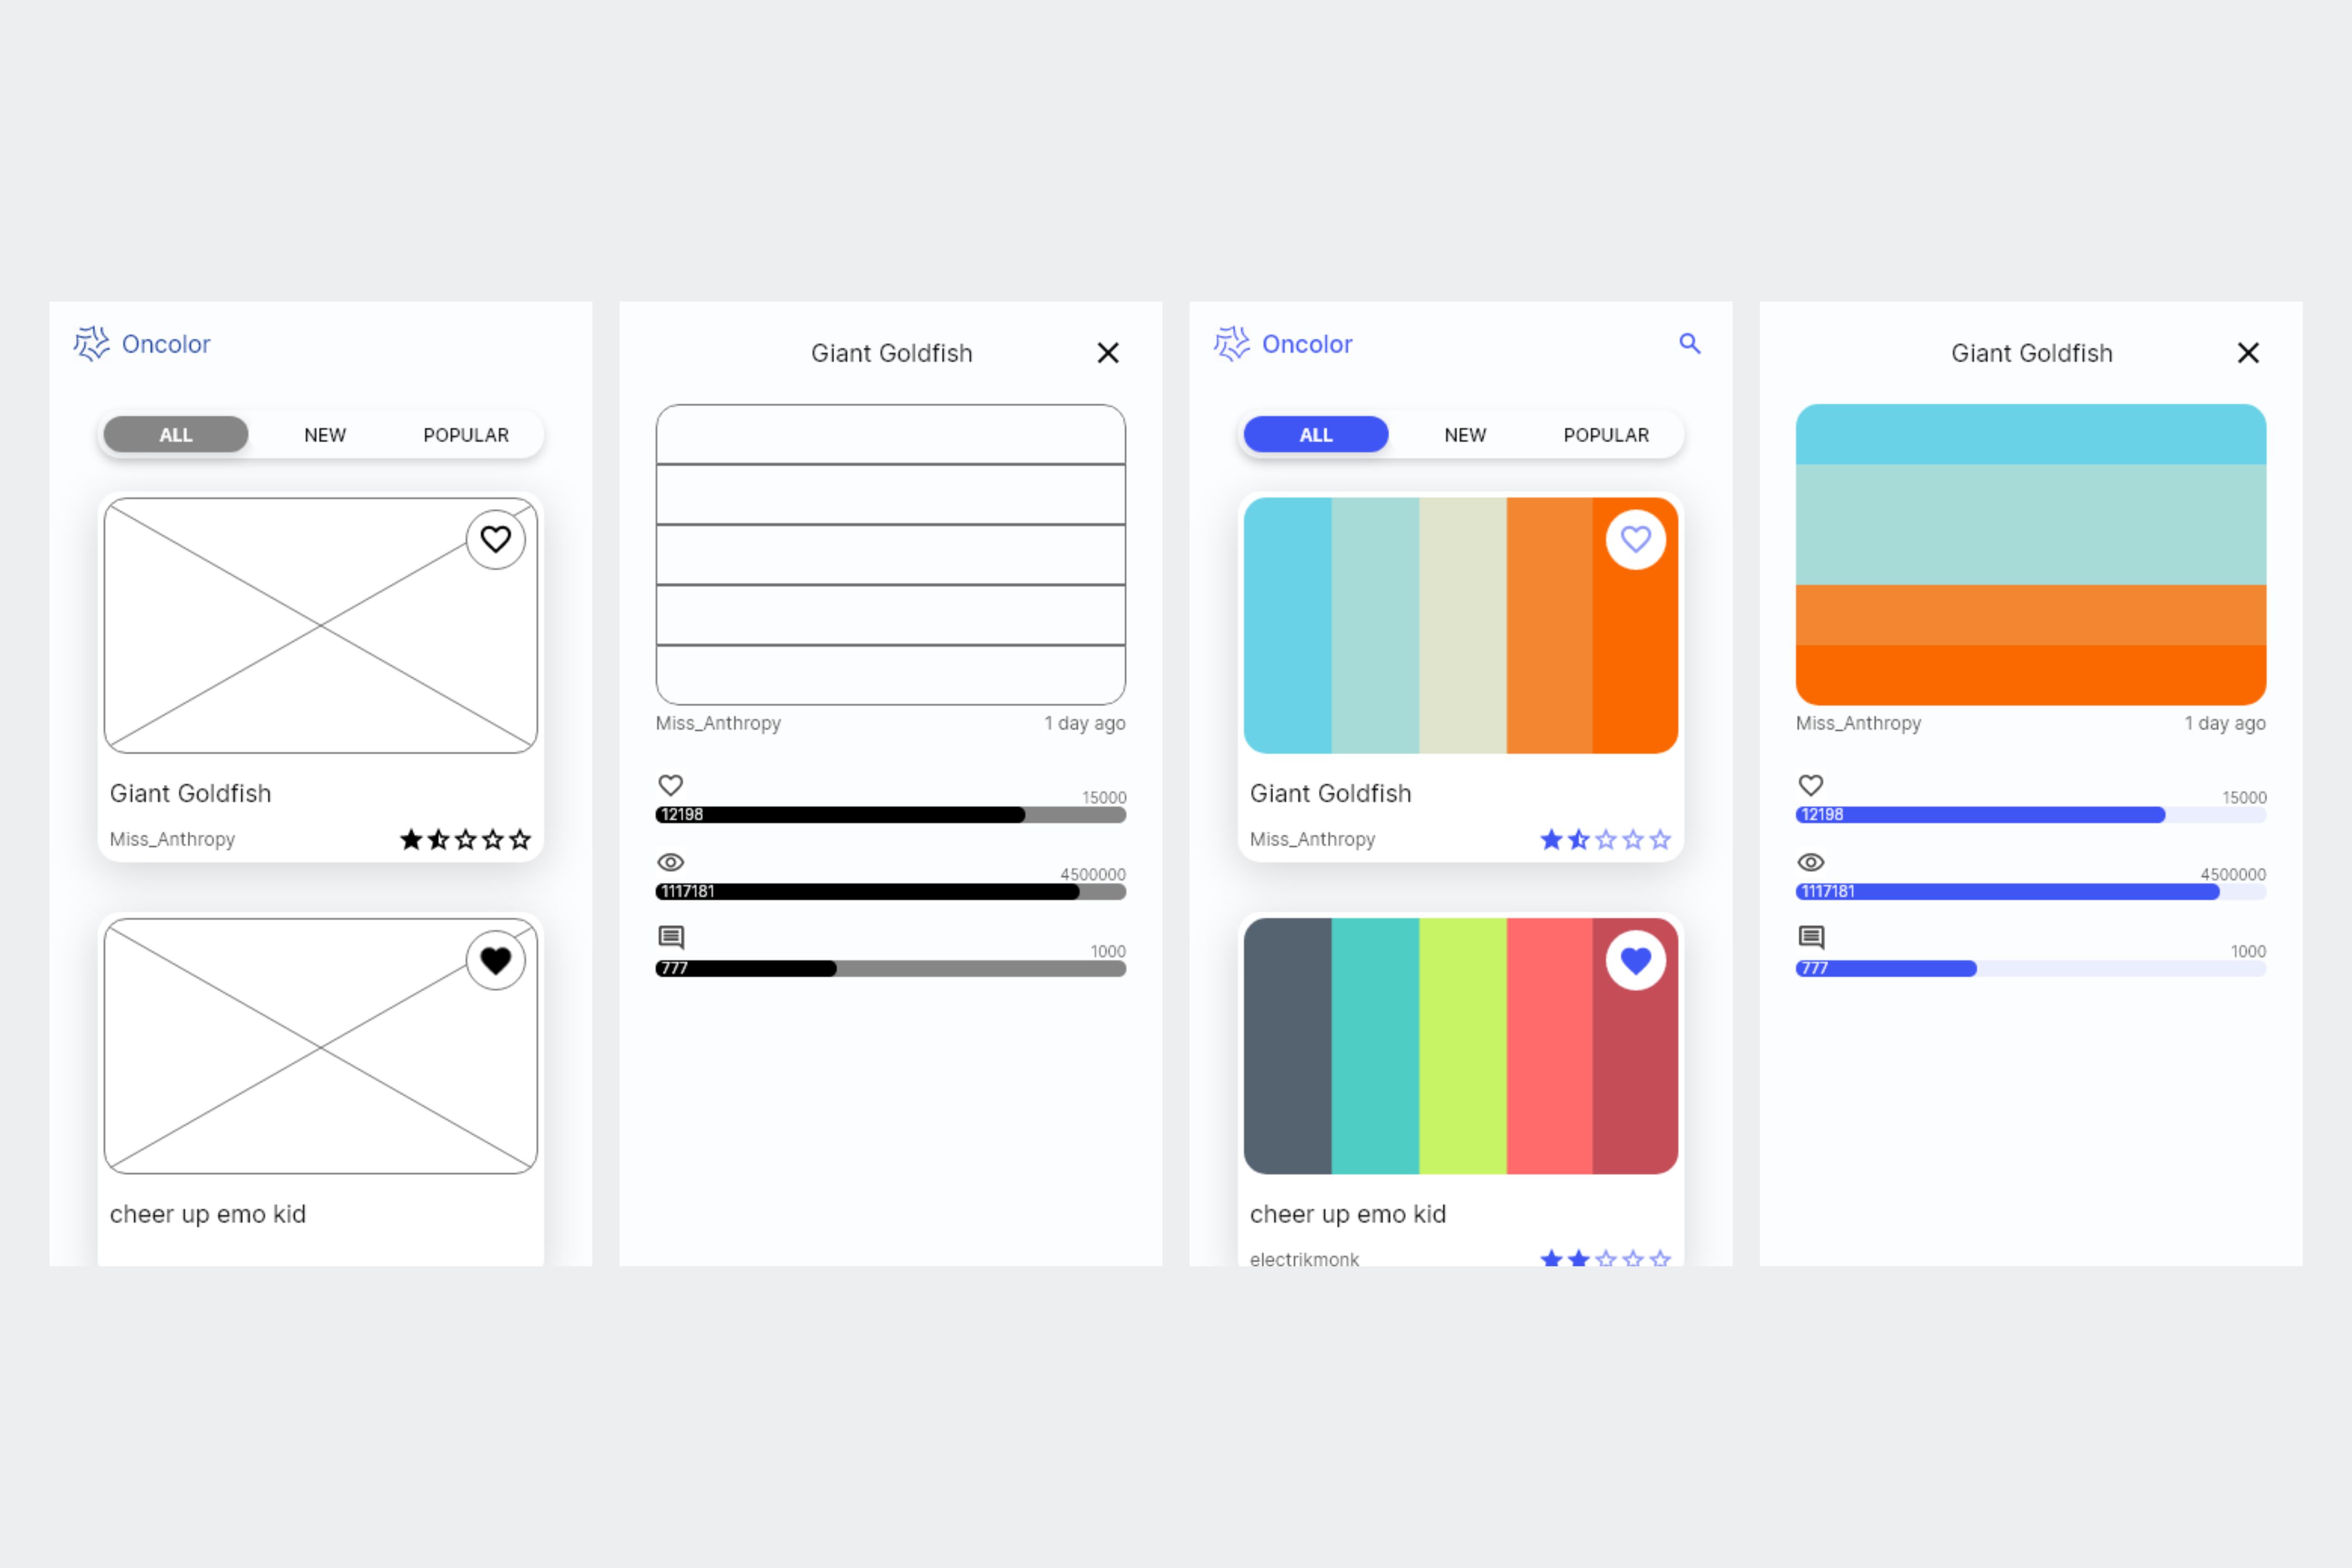 Oncolor
ALL NEW POPULAR
Giant Goldfish
Miss_Anthropy
cheer up emo kid
Giant Goldfish
Miss_Anthropy 1 day ago
15000
12198
4500000
1117181
1000
777
Oncolor
ALL NEW POPULAR
Giant Goldfish
Miss_Anthropy
cheer up emo kid
electrikmonk
Giant Goldfish
Miss_Anthropy 1 day ago
15000
12198
4500000
1117181
1000
777